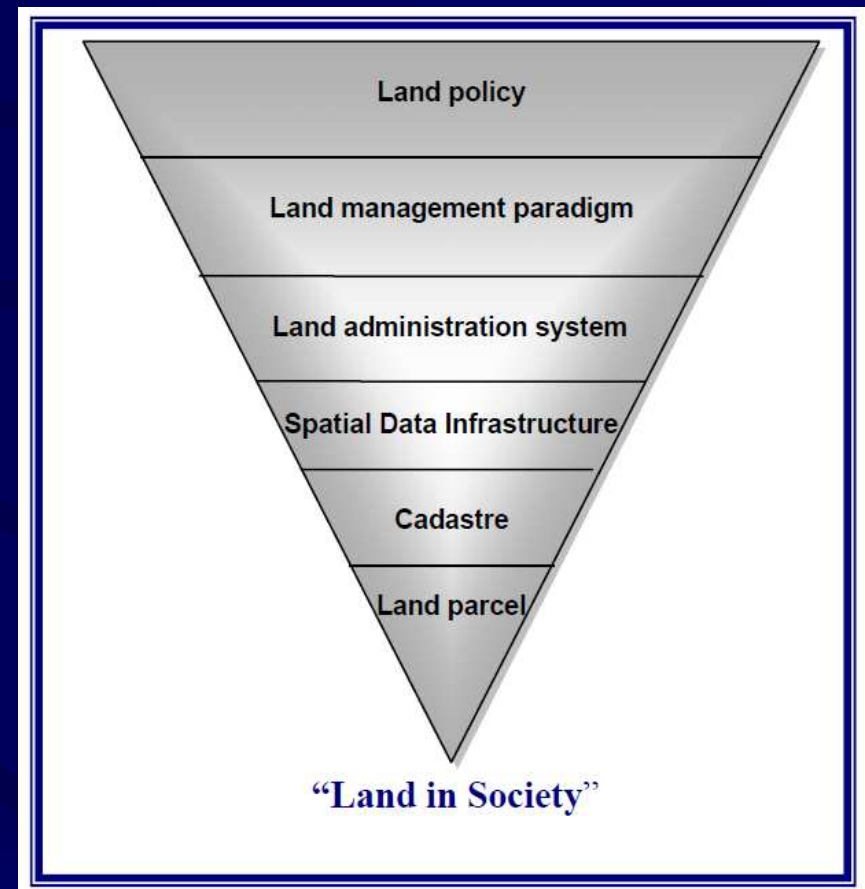 Land policy
Land management paradigm
Land administration system
Spatial Data Infrastructure
Cadastre
Land parcel
“Land in Society”